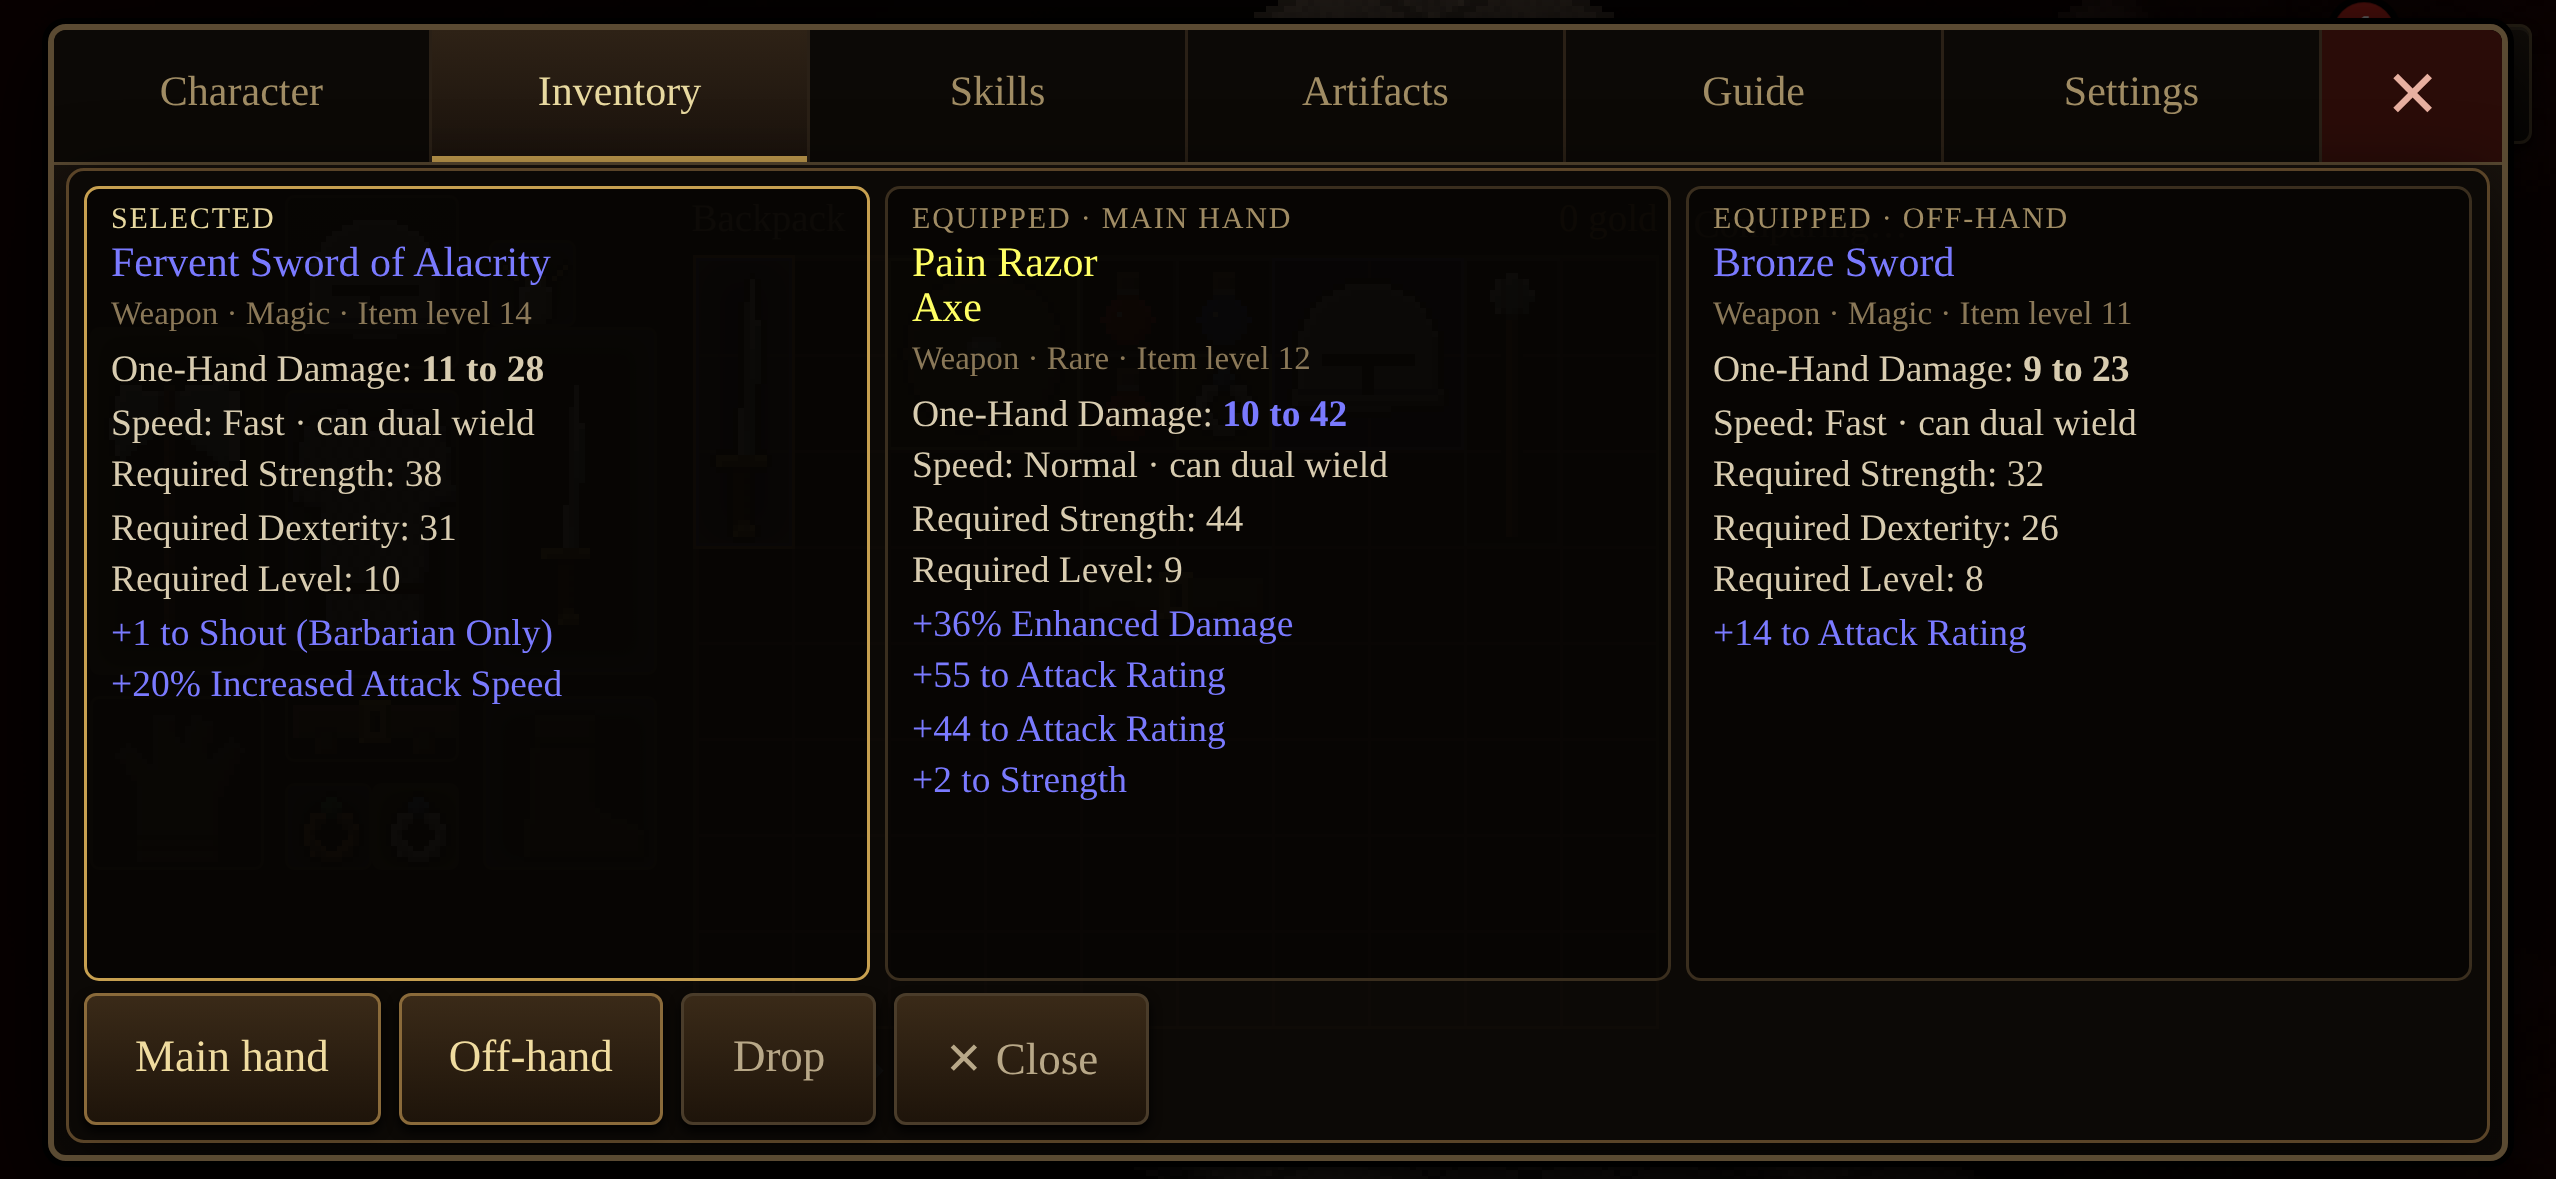 Character
Inventory
Skills
Artifacts
Guide
Settings
✕
SELECTED
Fervent Sword of Alacrity
Weapon · Magic · Item level 14
One-Hand Damage: 11 to 28
Speed: Fast · can dual wield
Required Strength: 38
Required Dexterity: 31
Required Level: 10
+1 to Shout (Barbarian Only)
+20% Increased Attack Speed
Backpack
0 gold
EQUIPPED · MAIN HAND
Pain Razor
Axe
Weapon · Rare · Item level 12
One-Hand Damage: 10 to 42
Speed: Normal · can dual wield
Required Strength: 44
Required Level: 9
+36% Enhanced Damage
+55 to Attack Rating
+44 to Attack Rating
+2 to Strength
EQUIPPED · OFF-HAND
Bronze Sword
Weapon · Magic · Item level 11
One-Hand Damage: 9 to 23
Speed: Fast · can dual wield
Required Strength: 32
Required Dexterity: 26
Required Level: 8
+14 to Attack Rating
Main hand
Off-hand
Drop
✕ Close